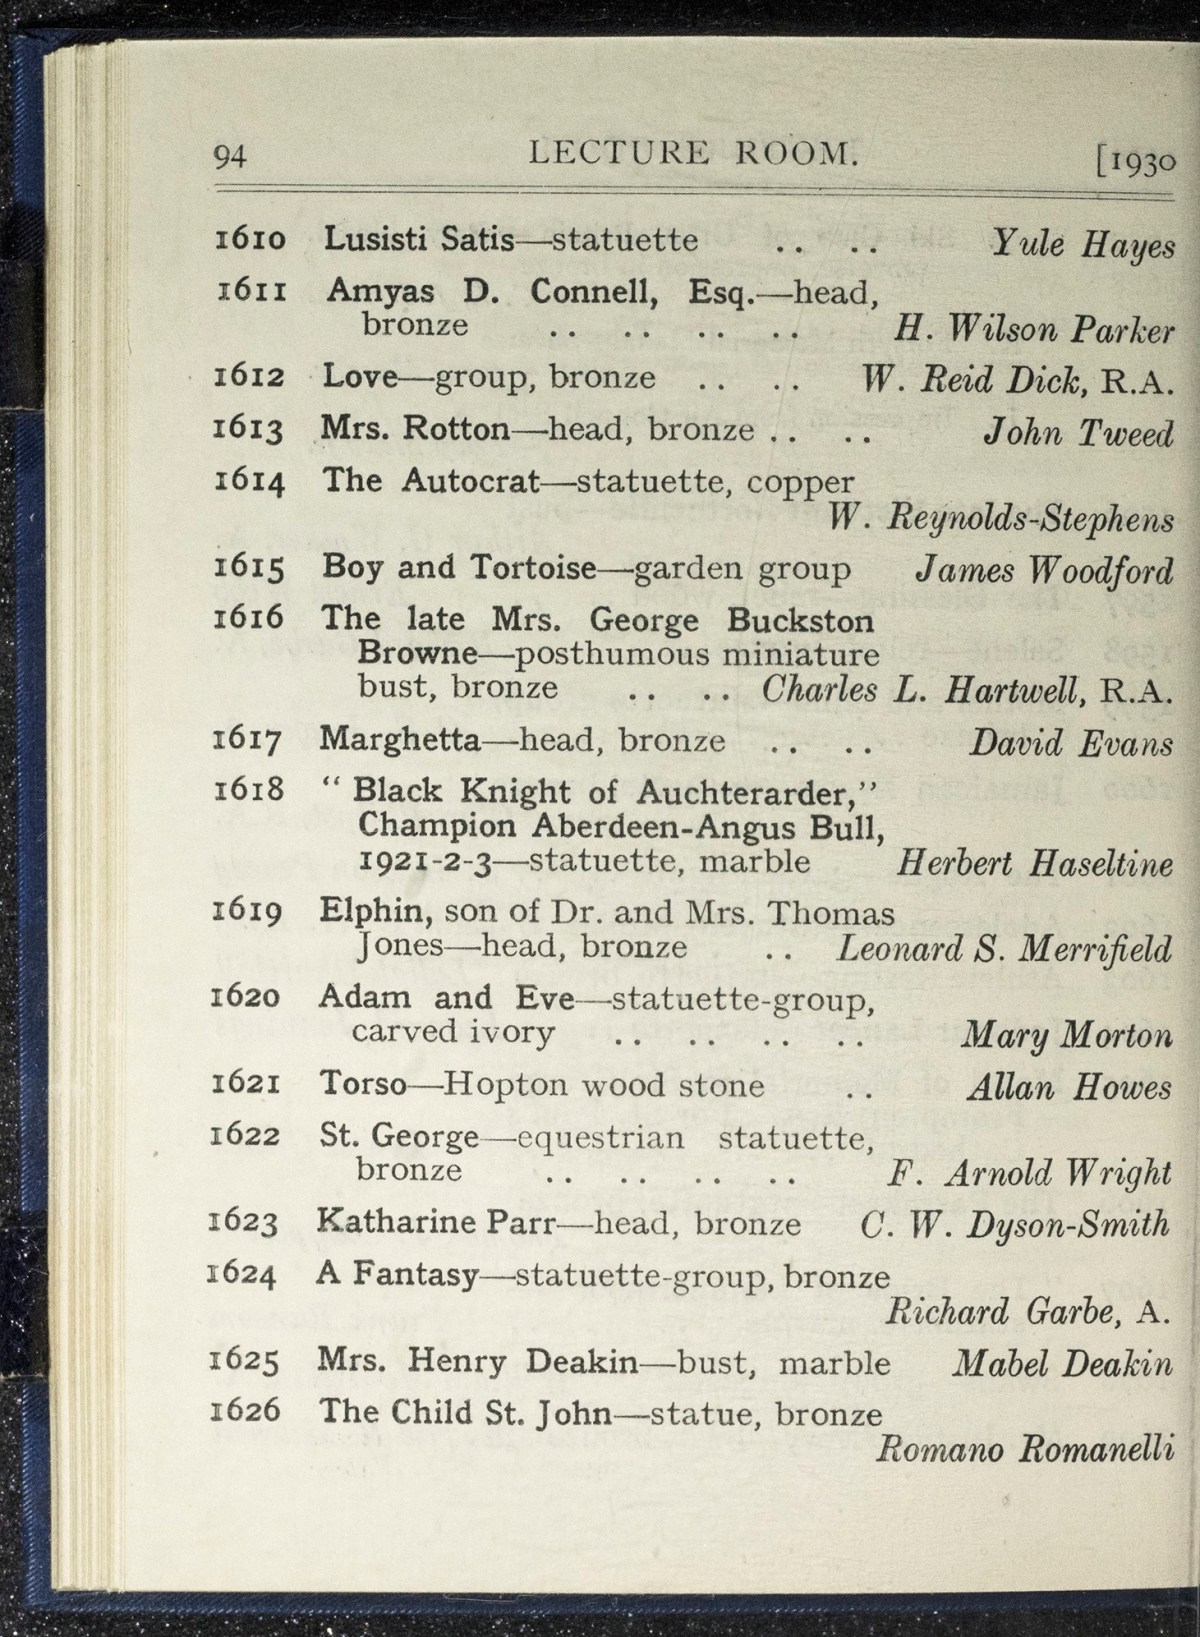 94 LECTURE ROOM. [1930
1610 Lusisti Satis—statuette .. .. Yule Hayes
1611 Amyas D. Connell, Esq.—head,
bronze .. .. .. .. H. Wilson Parker
1612 Love—group, bronze .. .. W. Reid Dick, R.A.
1613 Mrs. Rotton—head, bronze .. .. John Tweed
1614 The Autocrat—statuette, copper
W. Reynolds-Stephens
1615 Boy and Tortoise—garden group James Woodford
1616 The late Mrs. George Buckston
Browne—posthumous miniature
bust, bronze .. .. Charles L. Hartwell, R.A.
1617 Marghetta—head, bronze .. .. David Evans
1618 “ Black Knight of Auchterarder,”
Champion Aberdeen-Angus Bull,
1921-2-3—statuette, marble Herbert Haseltine
1619 Elphin, son of Dr. and Mrs. Thomas
Jones—head, bronze .. Leonard S. Merrifield
1620 Adam and Eve—statuette-group,
carved ivory .. .. .. .. Mary Morton
1621 Torso—Hopton wood stone .. Allan Howes
1622 St. George—equestrian statuette,
bronze .. .. .. .. F. Arnold Wright
1623 Katharine Parr—head, bronze C. W. Dyson-Smith
1624 A Fantasy—statuette-group, bronze
Richard Garbe, A.
1625 Mrs. Henry Deakin—bust, marble Mabel Deakin
1626 The Child St. John—statue, bronze
Romano Romanelli